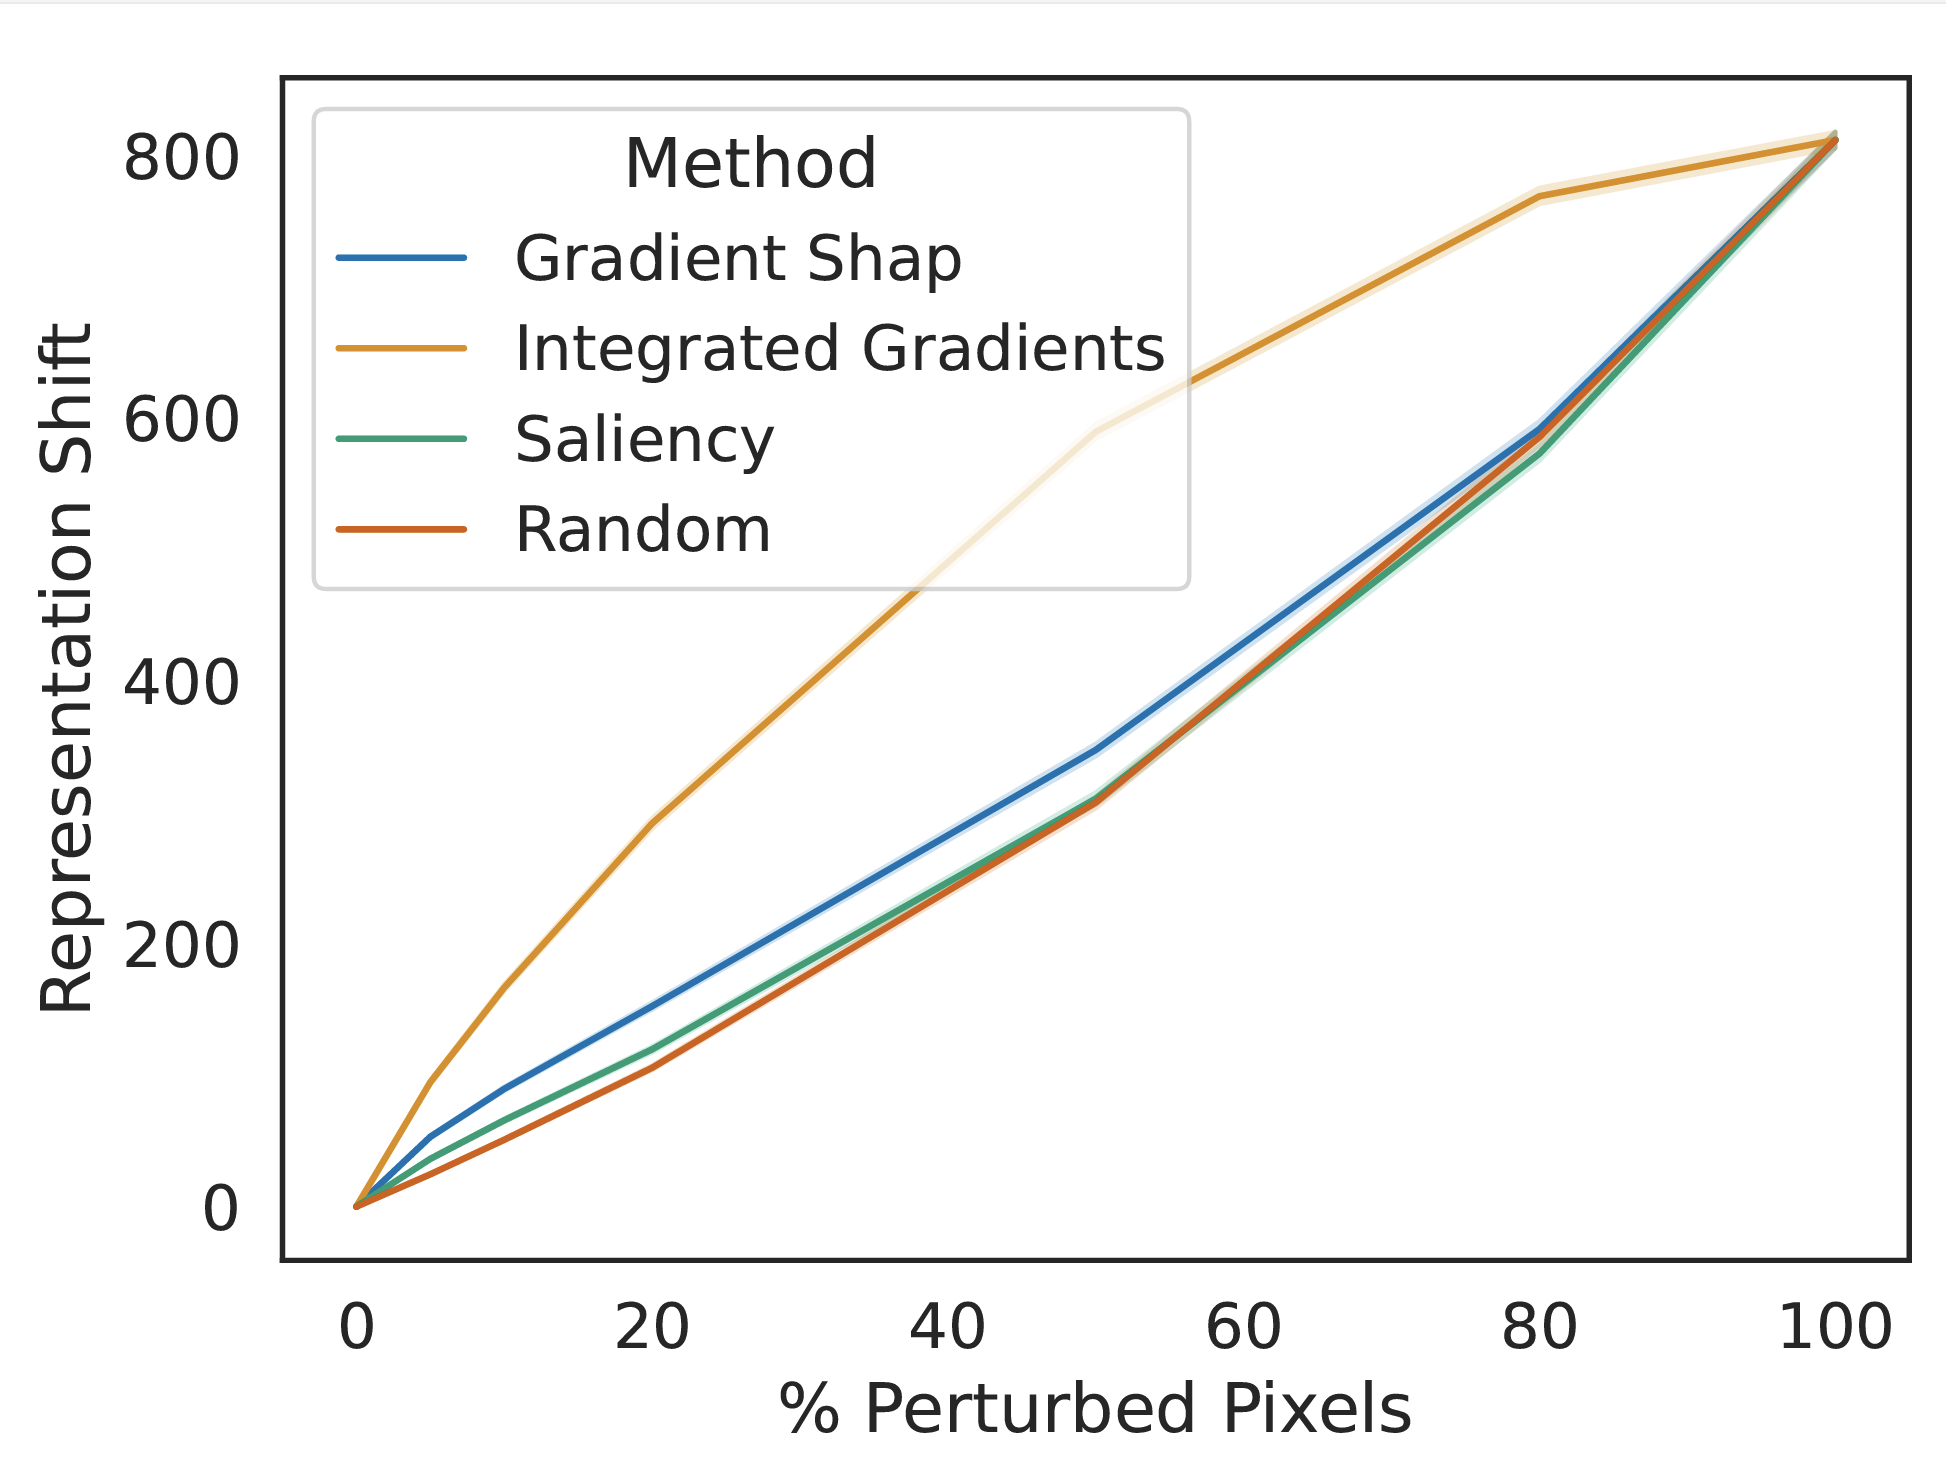 Method
Gradient Shap
Integrated Gradients
Saliency
Random
Representation Shift
800
600
400
200
0
0 20 40 60 80 100
% Perturbed Pixels